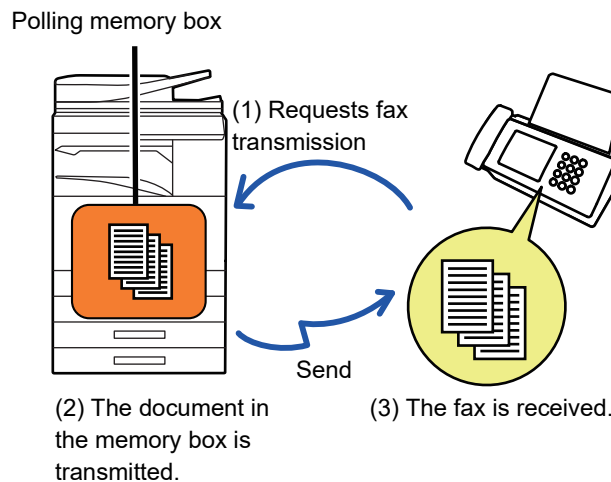 Polling memory box
(1) Requests fax
transmission
Send
(2) The document in
the memory box is
transmitted.
(3) The fax is received.